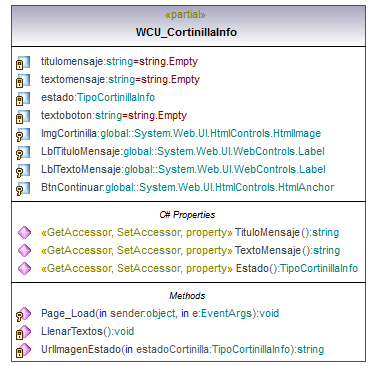 «partial»
WCU_CortinillaInfo
titulomensaje:string=string.Empty
textomensaje:string=string.Empty
estado:TipoCortinillaInfo
textoboton:string=string.Empty
ImgCortinilla:global::System.Web.UI.HtmlControls.HtmlImage
LblTituloMensaje:global::System.Web.UI.WebControls.Label
LblTextoMensaje:global::System.Web.UI.WebControls.Label
BtnContinuar:global::System.Web.UI.HtmlControls.HtmlAnchor
C# Properties
«GetAccessor, SetAccessor, property» TituloMensaje():string
«GetAccessor, SetAccessor, property» TextoMensaje():string
«GetAccessor, SetAccessor, property» Estado():TipoCortinillaInfo
Methods
Page_Load(in sender:object, in e:EventArgs):void
LlenarTextos():void
UrlImagenEstado(in estadoCortinilla:TipoCortinillaInfo):string